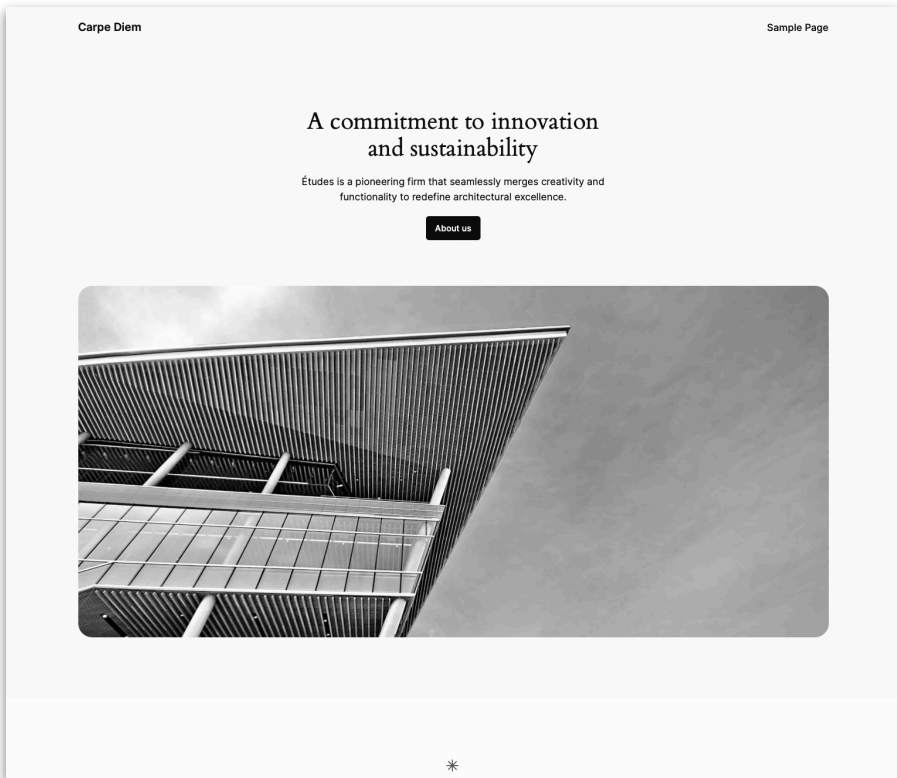 Carpe Diem
Sample Page
A commitment to innovation
and sustainability
Études is a pioneering firm that seamlessly merges creativity and
functionality to redefine architectural excellence.
About us